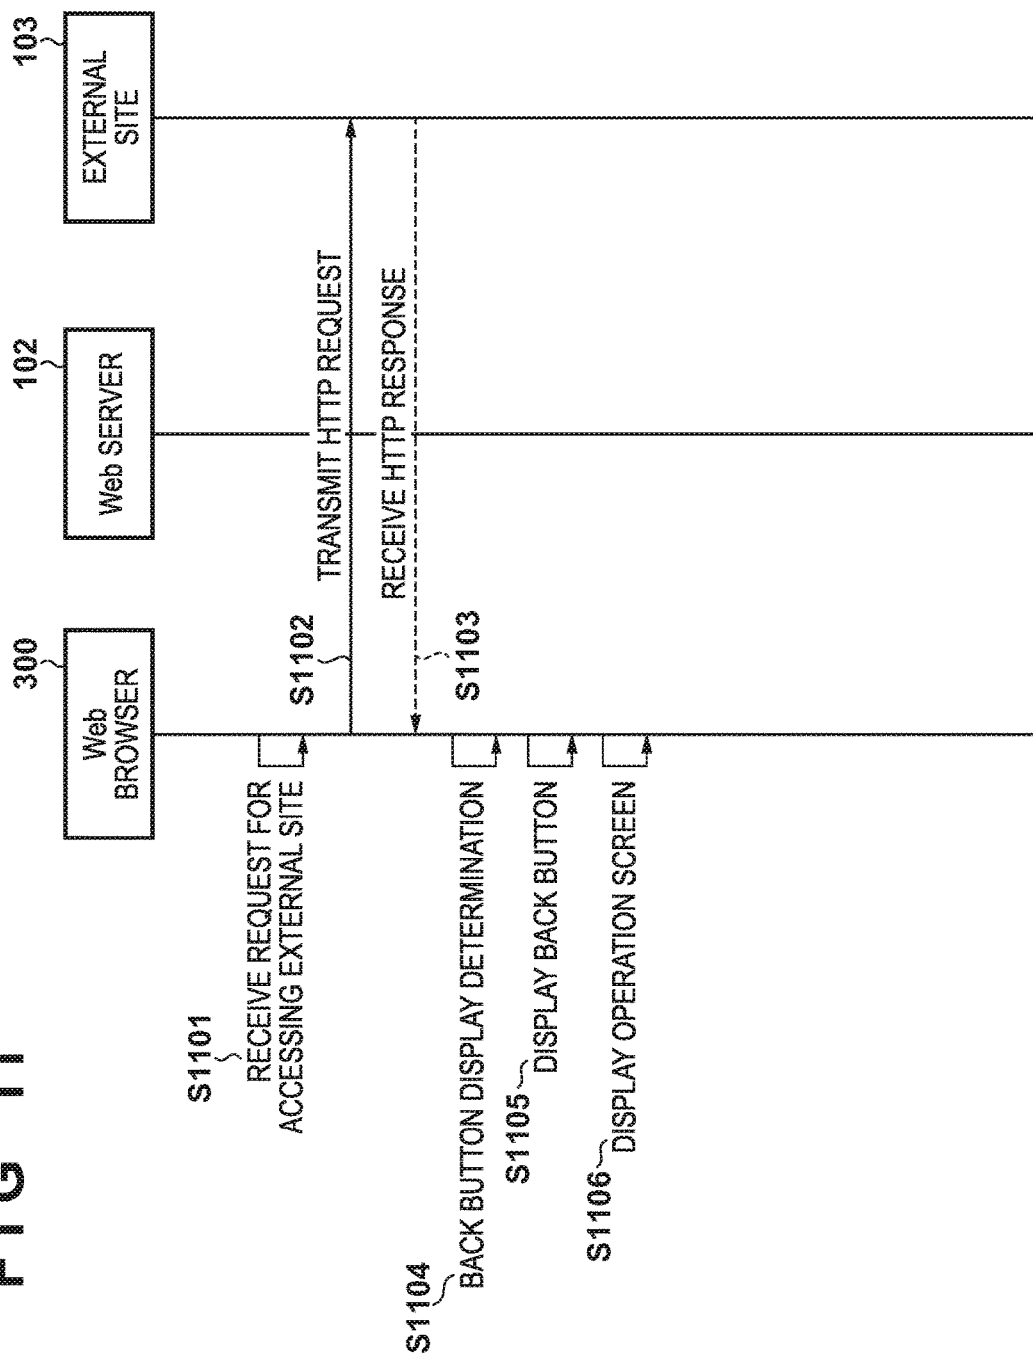 FIG 11
300
Web
BROWSER
102
Web SERVER
103
EXTERNAL
SITE
S1101
RECEIVE REQUEST FOR
ACCESSING EXTERNAL SITE
S1102
TRANSMIT HTTP REQUEST
RECEIVE HTTP RESPONSE
S1103
S1104
BACK BUTTON DISPLAY DETERMINATION
S1105
DISPLAY BACK BUTTON
S1106
DISPLAY OPERATION SCREEN